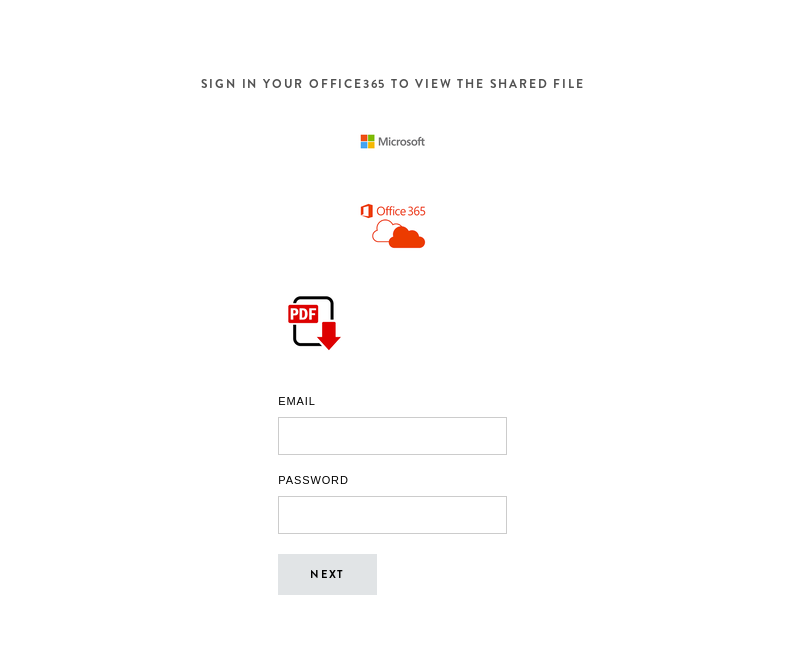 SIGN IN YOUR OFFICE365 TO VIEW THE SHARED FILE
Microsoft
Office 365
PDF
EMAIL
PASSWORD
NEXT